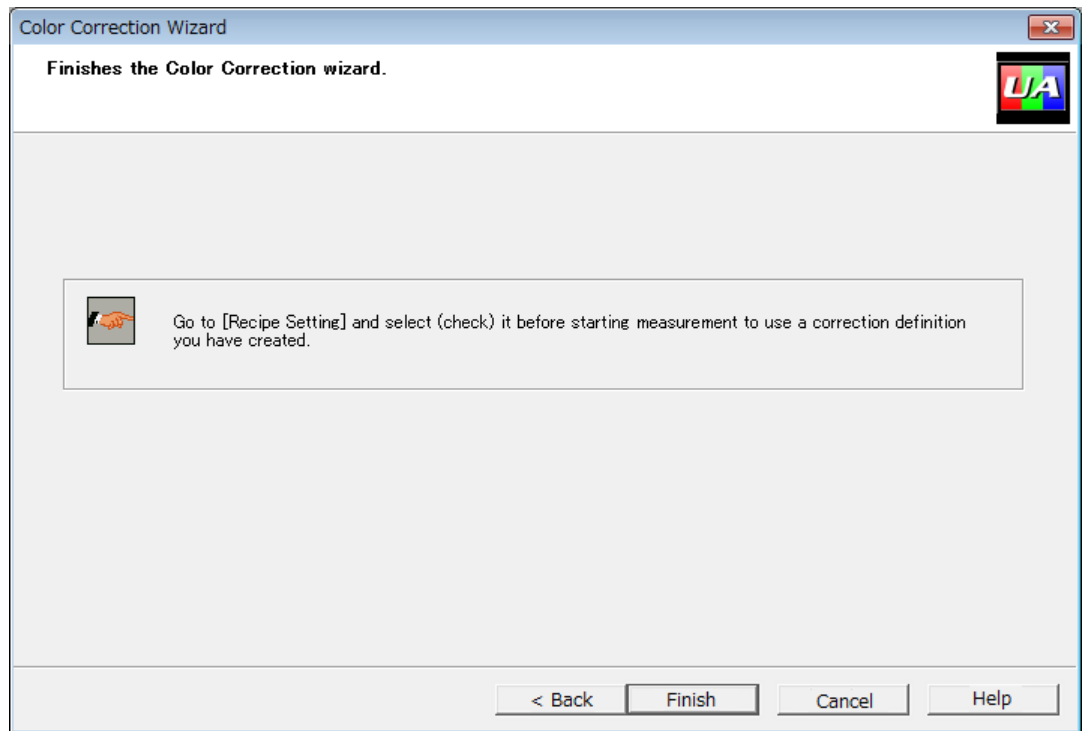 Color Correction Wizard
Finishes the Color Correction wizard.
UA
Go to [Recipe Setting] and select (check) it before starting measurement to use a correction definition
you have created.
< Back
Finish
Cancel
Help